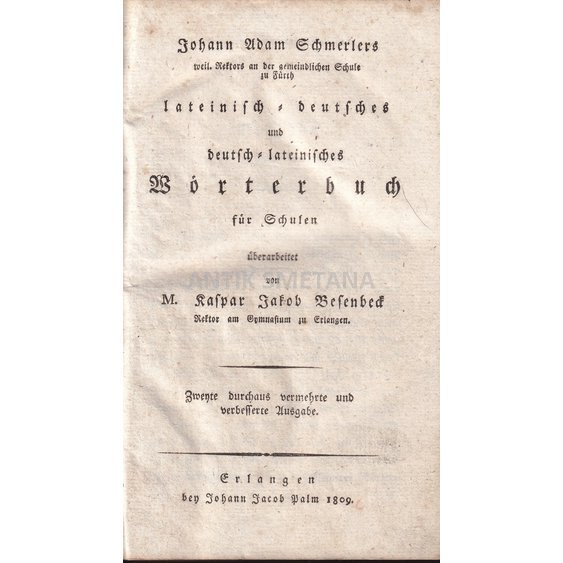 Johann Adam Schmerlers
weil. Rektors an der gemeindlichen Schule
zu Fürth
lateinisch-deutsches
und
deutsch-lateinisches
Wörterbuch
für Schulen
überarbeitet
ANTIK SMETANA
von
M. Kaspar Jakob Besenbeck
Rektor am Gymnasium zu Erlangen.
Zweyte durchaus vermehrte und
verbesserte Ausgabe.
Erlangen
bey Johann Jacob Palm 1809.